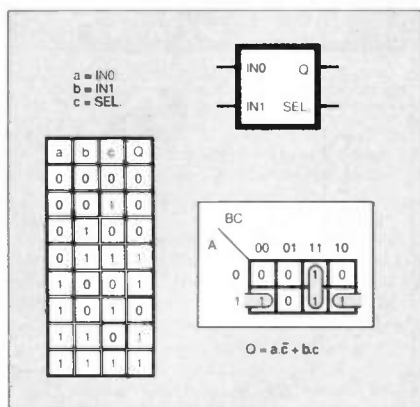 a = IN0
b = IN1
c = SEL.
IN0 Q
IN1 SEL.
a b c Q
0 0 0 0
0 0 1 0
0 1 0 0
0 1 1 1
1 0 0 1
1 0 1 0
1 1 0 1
1 1 1 1
BC
A
00 01 11 10
0 0 0 1 0
1 1 0 1 1
Q = a.c̄ + b.c